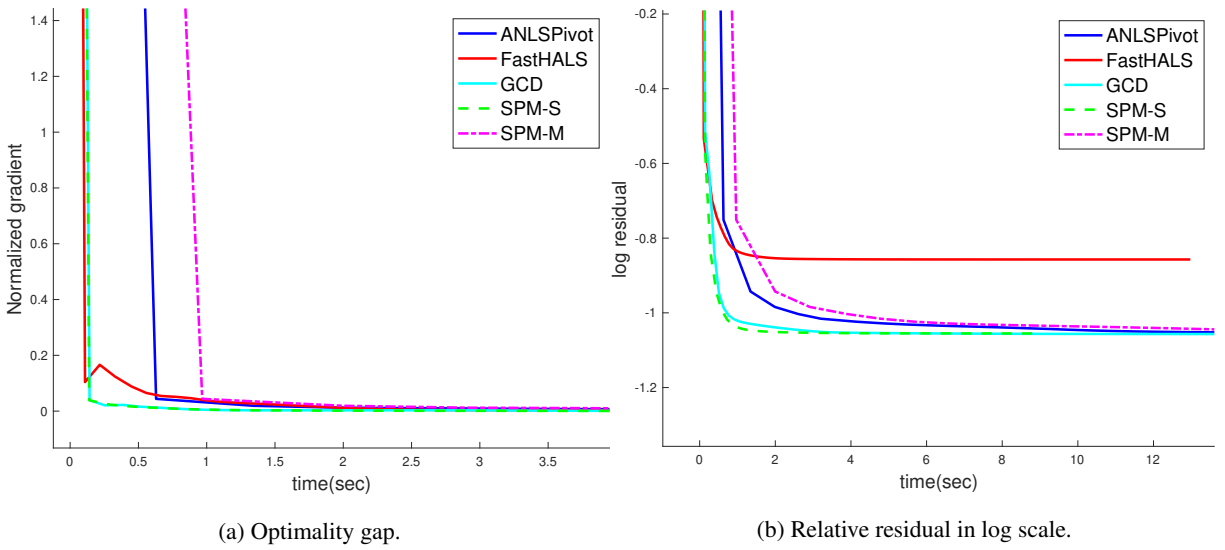 1.4
1.2
1
0.8
0.6
0.4
0.2
0
Normalized gradient
ANLSPivot
FastHALS
GCD
SPM-S
SPM-M
0 0.5 1 1.5 2 2.5 3 3.5
time(sec)
(a) Optimality gap.
-0.2
-0.4
-0.6
-0.8
-1
-1.2
log residual
ANLSPivot
FastHALS
GCD
SPM-S
SPM-M
0 2 4 6 8 10 12
time(sec)
(b) Relative residual in log scale.